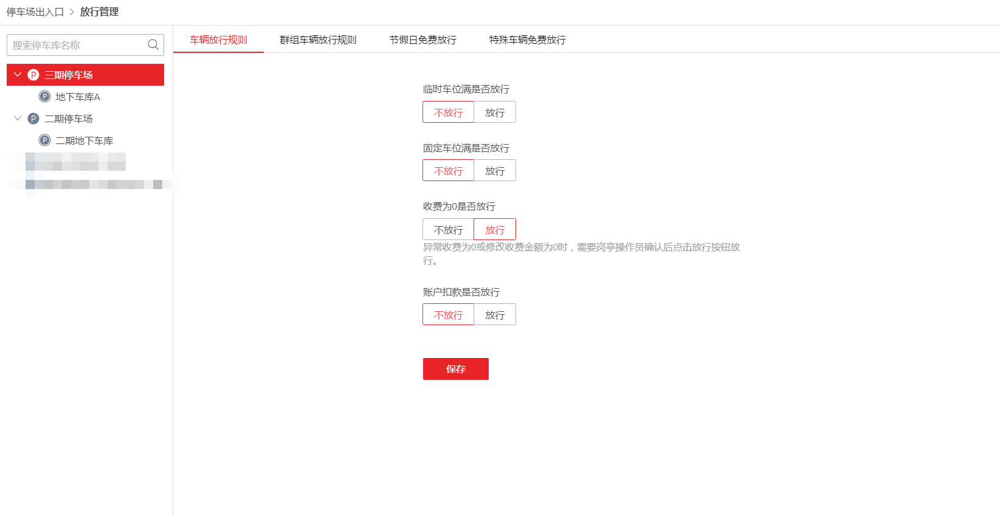 停车场出入口 > 放行管理
搜索停车库名称
三期停车场
地下车库A
二期停车场
二期地下车库
车辆放行规则 群组车辆放行规则 节假日免费放行 特殊车辆免费放行
临时车位满是否放行
不放行 放行
固定车位满是否放行
不放行 放行
收费为0是否放行
不放行 放行
异常收费为0或修改收费金额为0时，需要岗亭操作员确认后点击放行按钮放
行。
账户扣款是否放行
不放行 放行
保存